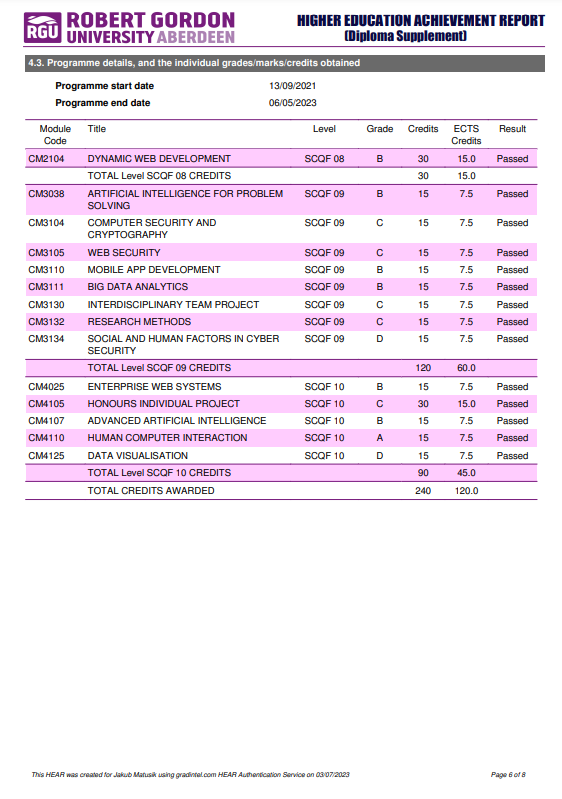 RGU
ROBERT GORDON
UNIVERSITY ABERDEEN
HIGHER EDUCATION ACHIEVEMENT REPORT
(Diploma Supplement)
4.3. Programme details, and the individual grades/marks/credits obtained
Programme start date 13/09/2021
Programme end date 06/05/2023
Module Title Level Grade Credits ECTS Result
Code Credits
CM2104 DYNAMIC WEB DEVELOPMENT SCQF 08 B 30 15.0 Passed
TOTAL Level SCQF 08 CREDITS 30 15.0
CM3038 ARTIFICIAL INTELLIGENCE FOR PROBLEM SCQF 09 B 15 7.5 Passed
SOLVING
CM3104 COMPUTER SECURITY AND SCQF 09 C 15 7.5 Passed
CRYPTOGRAPHY
CM3105 WEB SECURITY SCQF 09 C 15 7.5 Passed
CM3110 MOBILE APP DEVELOPMENT SCQF 09 B 15 7.5 Passed
CM3111 BIG DATA ANALYTICS SCQF 09 B 15 7.5 Passed
CM3130 INTERDISCIPLINARY TEAM PROJECT SCQF 09 C 15 7.5 Passed
CM3132 RESEARCH METHODS SCQF 09 C 15 7.5 Passed
CM3134 SOCIAL AND HUMAN FACTORS IN CYBER SCQF 09 D 15 7.5 Passed
SECURITY
TOTAL Level SCQF 09 CREDITS 120 60.0
CM4025 ENTERPRISE WEB SYSTEMS SCQF 10 B 15 7.5 Passed
CM4105 HONOURS INDIVIDUAL PROJECT SCQF 10 C 30 15.0 Passed
CM4107 ADVANCED ARTIFICIAL INTELLIGENCE SCQF 10 B 15 7.5 Passed
CM4110 HUMAN COMPUTER INTERACTION SCQF 10 A 15 7.5 Passed
CM4125 DATA VISUALISATION SCQF 10 D 15 7.5 Passed
TOTAL Level SCQF 10 CREDITS 90 45.0
TOTAL CREDITS AWARDED 240 120.0
This HEAR was created for Jakub Matusik using gradintel.com HEAR Authentication Service on 03/07/2023 Page 6 of 8